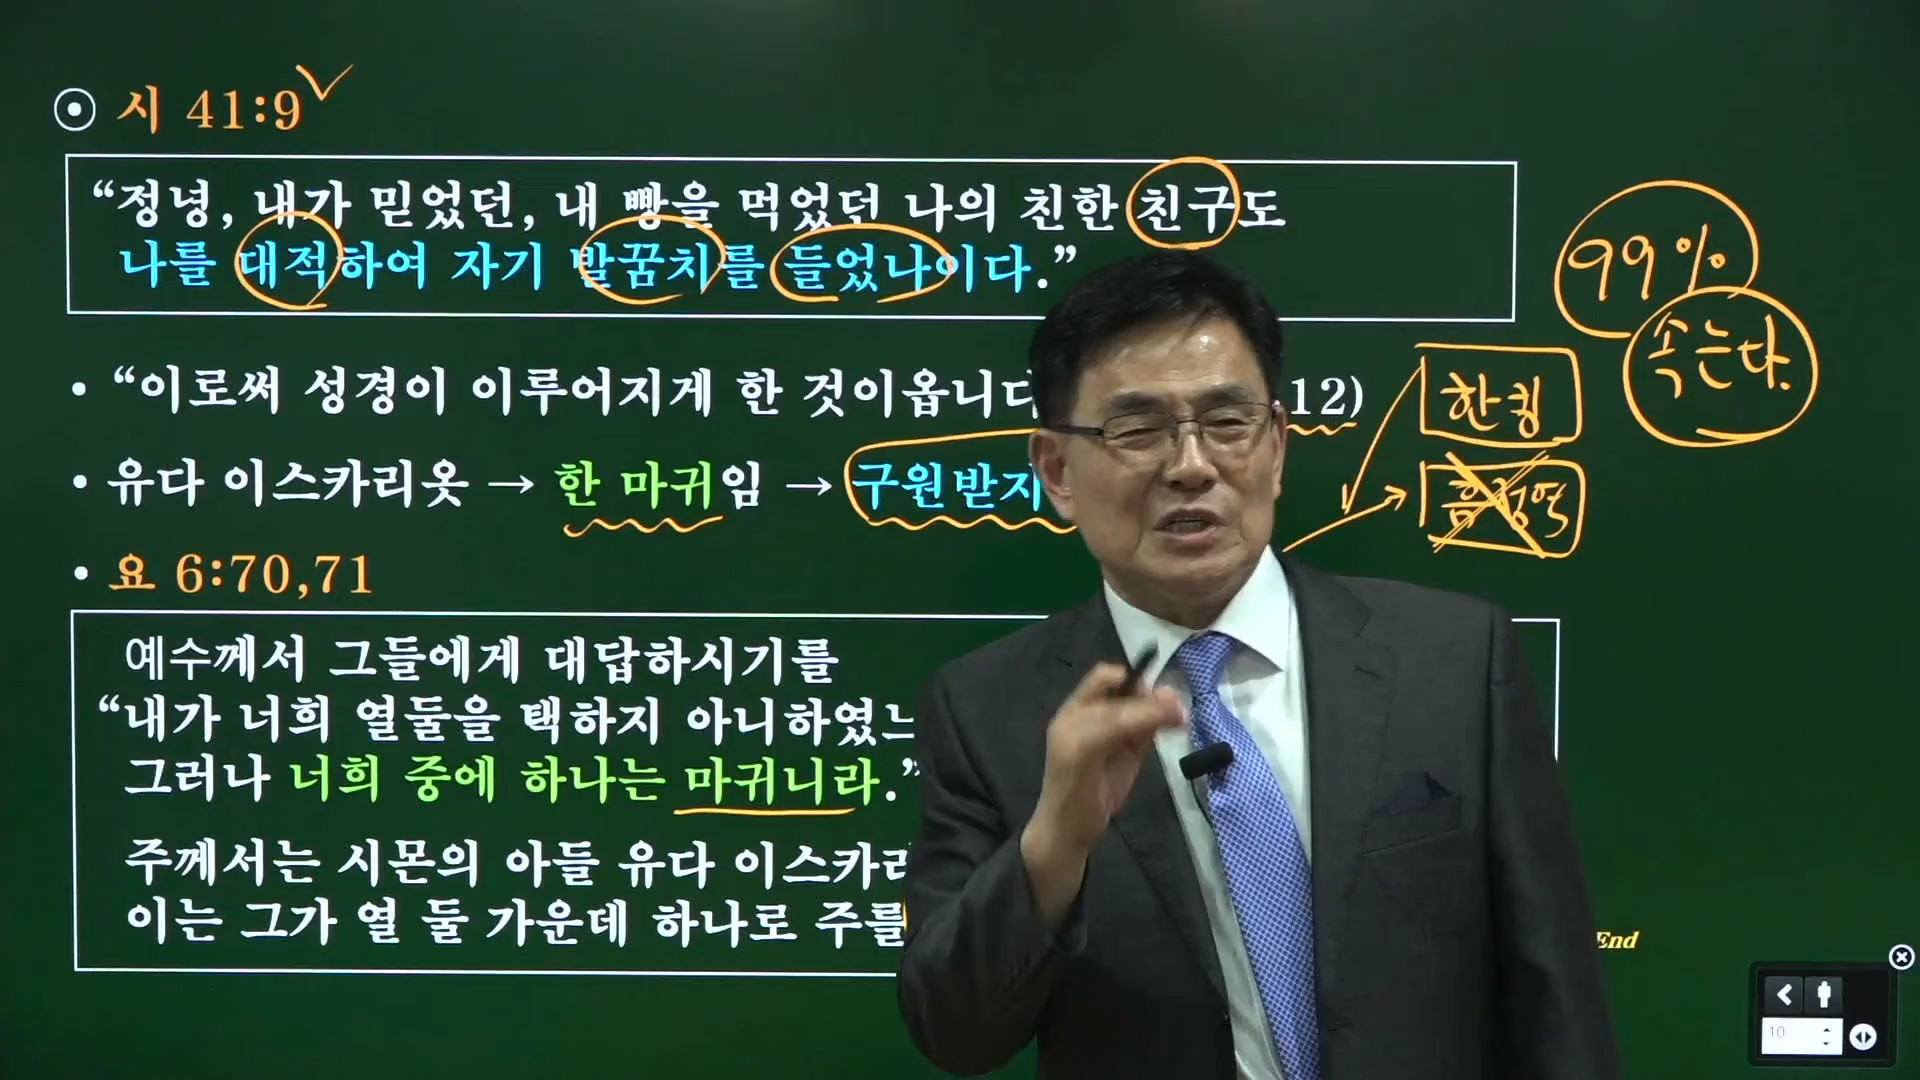 시 41:9
“정녕, 내가 믿었던, 내 빵을 먹었던 나의 친한 친구도
나를 대적하여 자기 발꿈치를 들었나이다.”
99%
속는다.
• “이로써 성경이 이루어지게 한 것이옵니다 12)
한킹
• 유다 이스카리옷 → 한 마귀임 → 구원받지
• 요 6:70,71
예수께서 그들에게 대답하시기를
“내가 너희 열둘을 택하지 아니하였느
그러나 너희 중에 하나는 마귀니라.”
주께서는 시몬의 아들 유다 이스카리
이는 그가 열 둘 가운데 하나로 주를
End
10